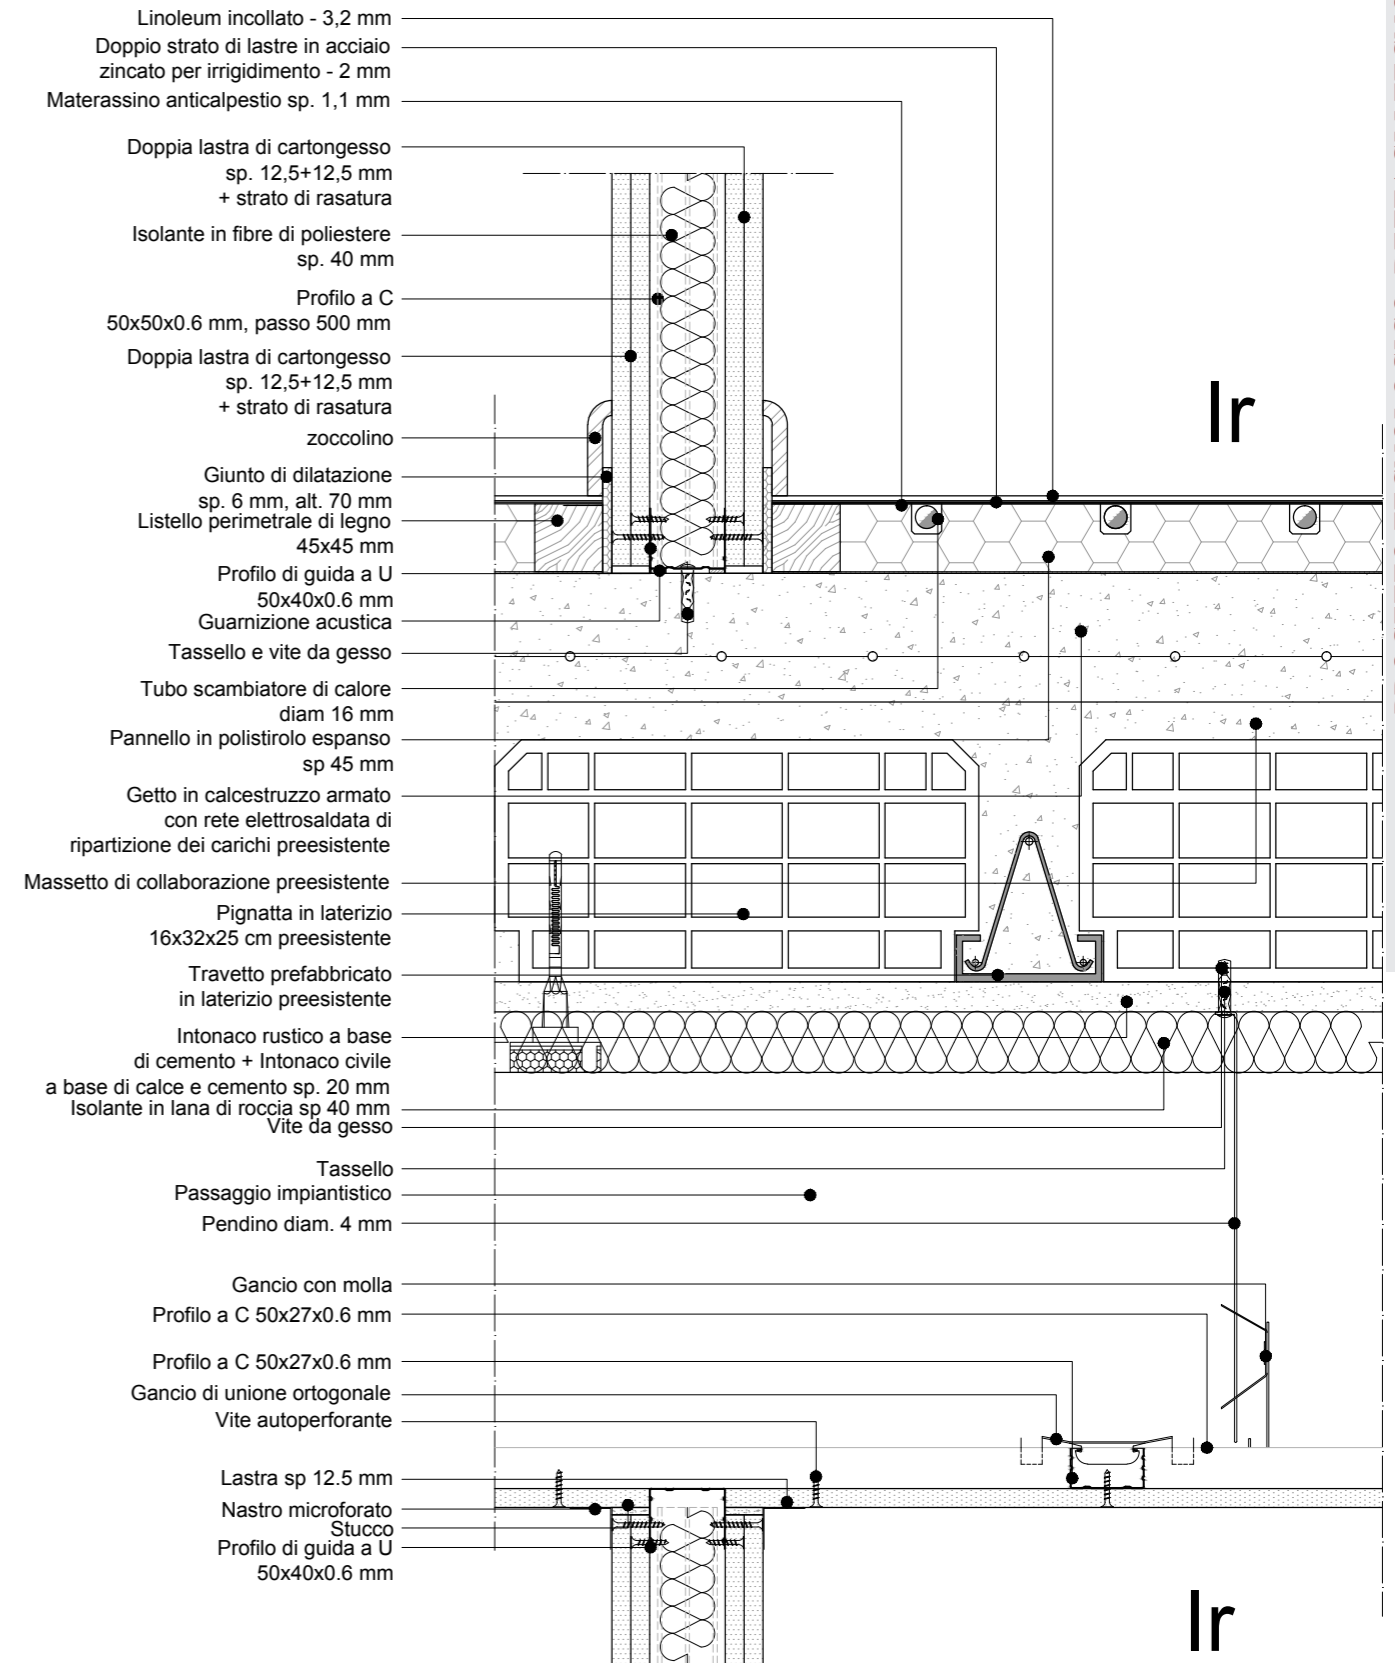 Linoleum incollato - 3,2 mm
Doppio strato di lastre in acciaio
zincato per irrigidimento - 2 mm
Materassino anticalpestio sp. 1,1 mm
Doppia lastra di cartongesso
sp. 12,5+12,5 mm
+ strato di rasatura
Isolante in fibre di poliestere
sp. 40 mm
Profilo a C
50x50x0.6 mm, passo 500 mm
Doppia lastra di cartongesso
sp. 12,5+12,5 mm
+ strato di rasatura
zoccolino
Giunto di dilatazione
sp. 6 mm, alt. 70 mm
Listello perimetrale di legno
45x45 mm
Profilo di guida a U
50x40x0.6 mm
Guarnizione acustica
Tassello e vite da gesso
Tubo scambiatore di calore
diam 16 mm
Pannello in polistirolo espanso
sp 45 mm
Getto in calcestruzzo armato
con rete elettrosaldata di
ripartizione dei carichi preesistente
Massetto di collaborazione preesistente
Pignatta in laterizio
16x32x25 cm preesistente
Travetto prefabbricato
in laterizio preesistente
Intonaco rustico a base
di cemento + Intonaco civile
a base di calce e cemento sp. 20 mm
Isolante in lana di roccia sp 40 mm
Vite da gesso
Tassello
Passaggio impiantistico
Pendino diam. 4 mm
Gancio con molla
Profilo a C 50x27x0.6 mm
Profilo a C 50x27x0.6 mm
Gancio di unione ortogonale
Vite autoperforante
Lastra sp 12.5 mm
Nastro microforato
Stucco
Profilo di guida a U
50x40x0.6 mm
Ir
Ir